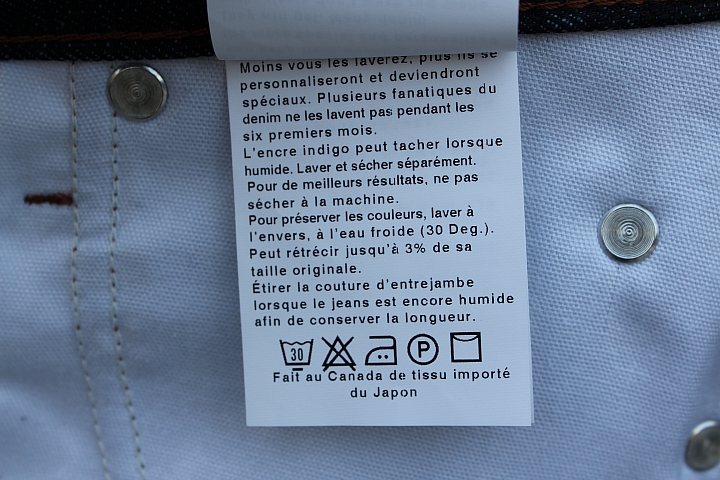 Moins vous les laverez, plus ils se
personnaliseront et deviendront
spéciaux. Plusieurs fanatiques du
denim ne les lavent pas pendant les
six premiers mois.
L'encre indigo peut tacher lorsque
humide. Laver et sécher séparément.
Pour de meilleurs résultats, ne pas
sécher à la machine.
Pour préserver les couleurs, laver à
l'envers, à l'eau froide (30 Deg.).
Peut rétrécir jusqu'à 3% de sa
taille originale.
Étirer la couture d'entrejambe
lorsque le jeans est encore humide
afin de conserver la longueur.
30 P
Fait au Canada de tissu importé
du Japon